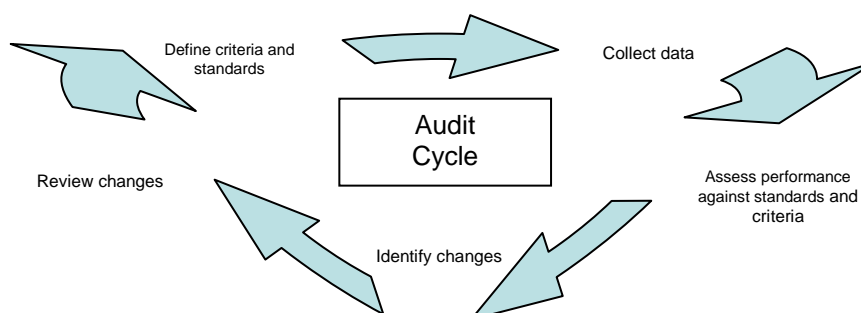 Define criteria and
standards
Collect data
Audit
Cycle
Assess performance
against standards and
criteria
Review changes
Identify changes